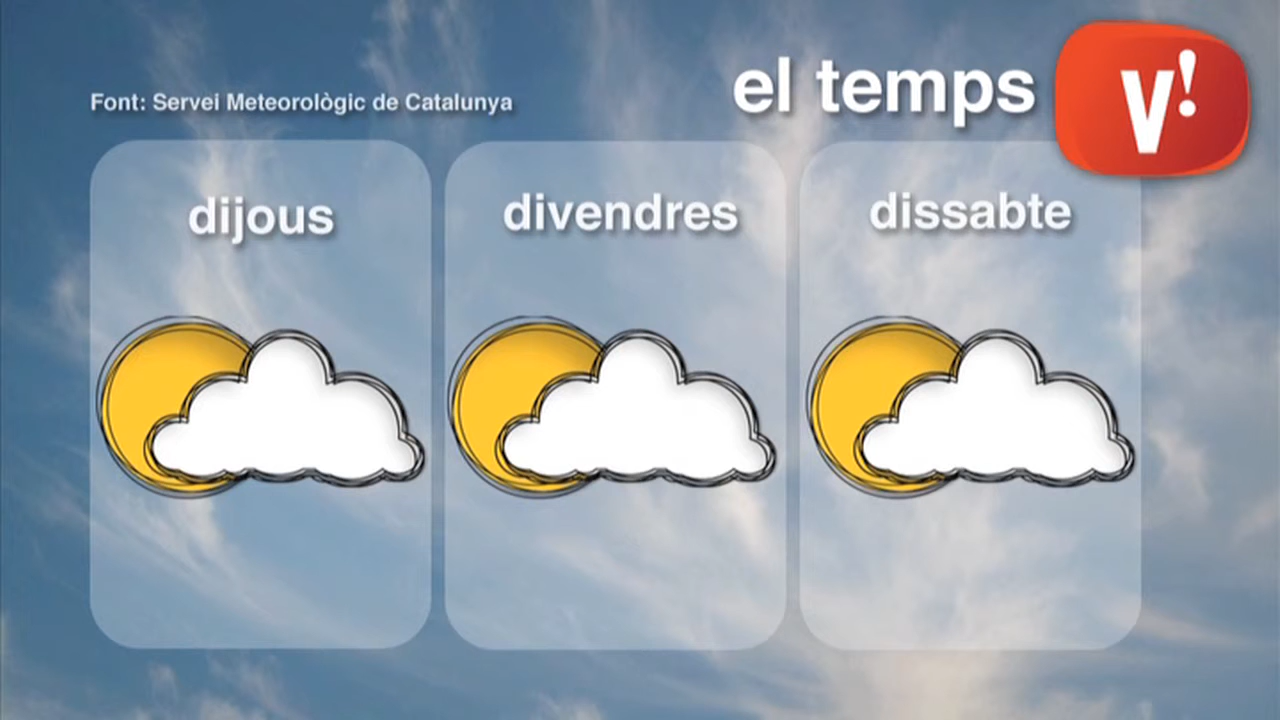 el temps
V!
Font: Servei Meteorològic de Catalunya
dijous
divendres
dissabte